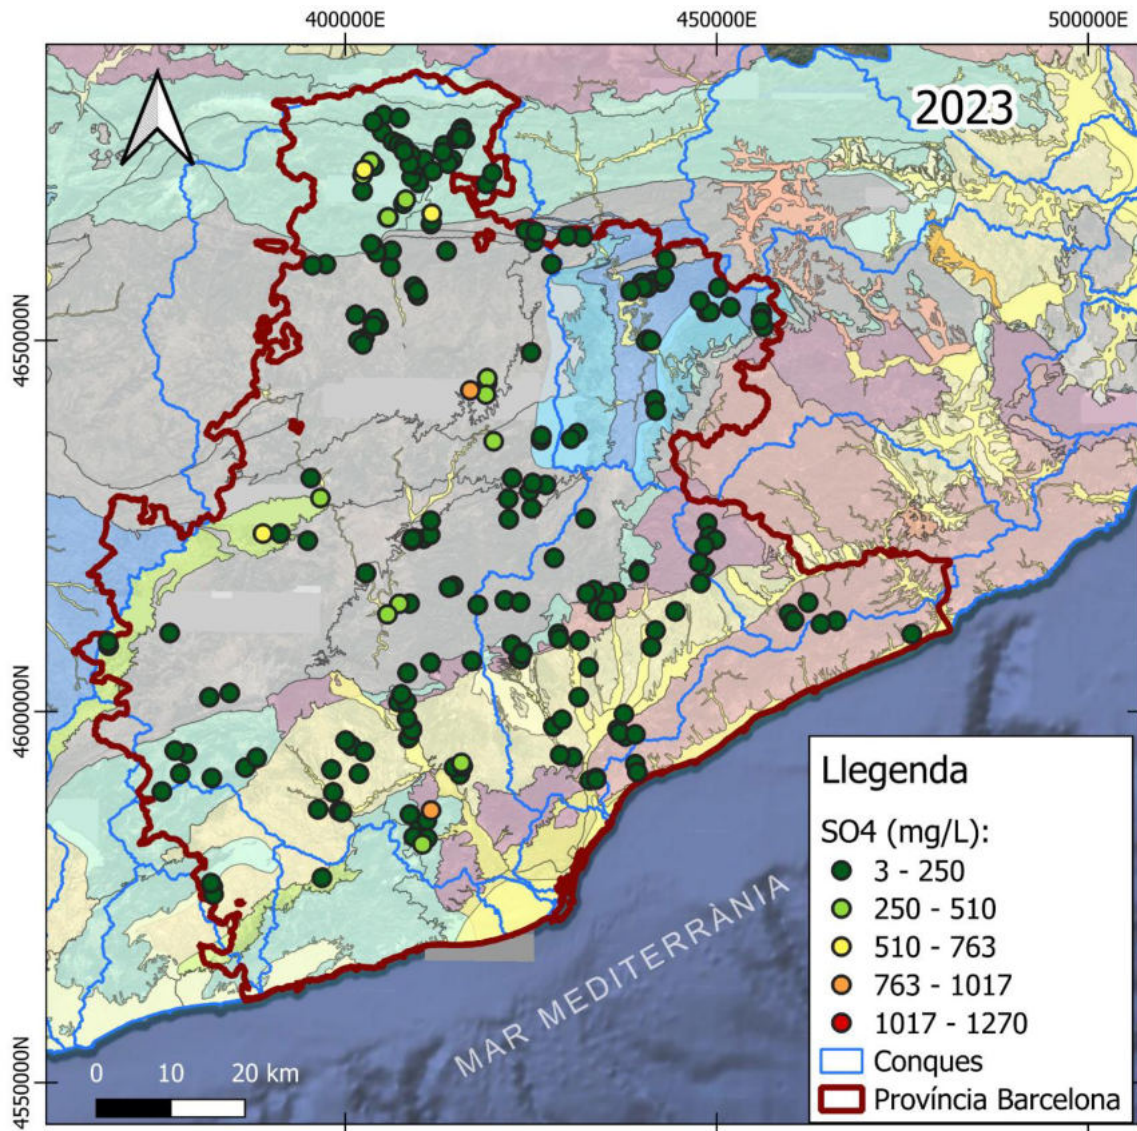 400000E
450000E
500000E
2023
4650000N
4600000N
4550000N
MAR MEDITERRÀNIA
0 10 20 km
Llegenda
SO4 (mg/L):
3 - 250
250 - 510
510 - 763
763 - 1017
1017 - 1270
Conques
Província Barcelona